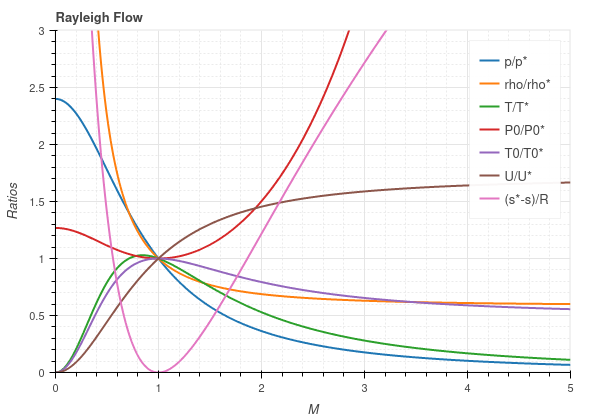 Rayleigh Flow
3
2.5
2
1.5
1
0.5
0
Ratios
p/p*
rho/rho*
T/T*
P0/P0*
T0/T0*
U/U*
(s*-s)/R
0 1 2 3 4 5
M